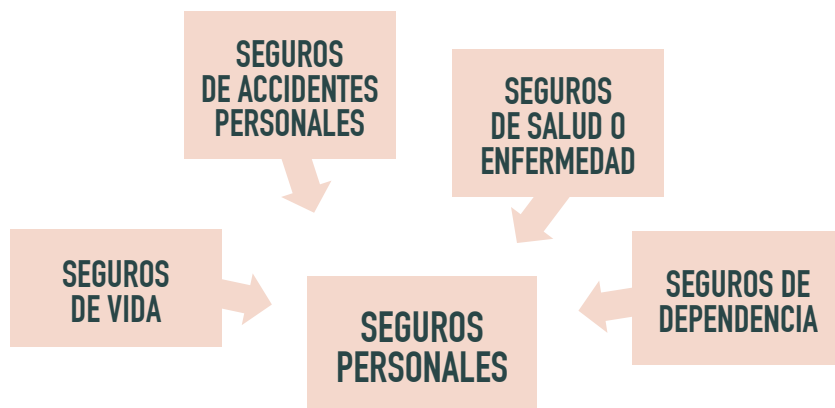 SEGUROS
DE ACCIDENTES
PERSONALES
SEGUROS
DE SALUD O
ENFERMEDAD
SEGUROS
DE VIDA
SEGUROS
PERSONALES
SEGUROS DE
DEPENDENCIA